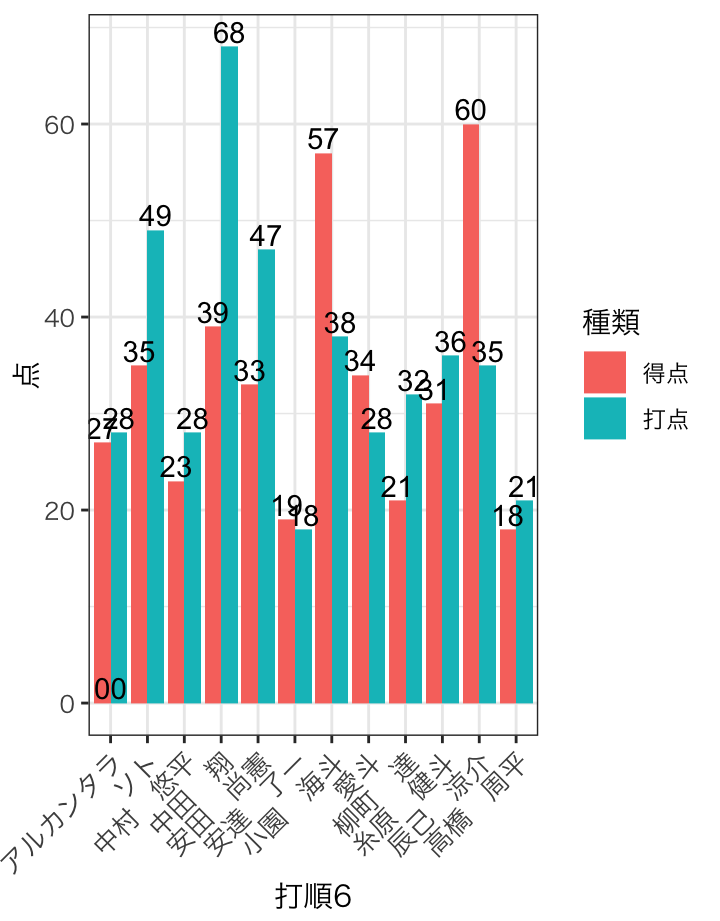 68
60
60
57
49
47
39
38
40
35
33
34
36
35
32
31
27
28
23
28
28
21
21
20
19
18
18
00
0
点
アルカンタラ
ソト
中村　悠平
中田　翔
安田　尚憲
安達　了一
小園　海斗
愛斗
柳町　達
糸原　健斗
辰己　涼介
高橋　周平
打順6
種類
得点
打点